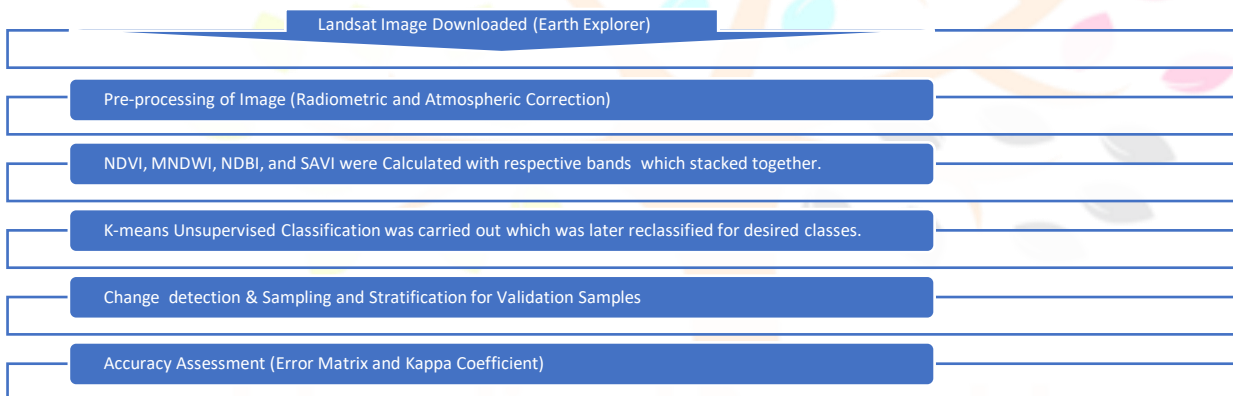 Landsat Image Downloaded (Earth Explorer)
Pre-processing of Image (Radiometric and Atmospheric Correction)
NDVI, MNDWI, NDBI, and SAVI were Calculated with respective bands which stacked together.
K-means Unsupervised Classification was carried out which was later reclassified for desired classes.
Change detection & Sampling and Stratification for Validation Samples
Accuracy Assessment (Error Matrix and Kappa Coefficient)